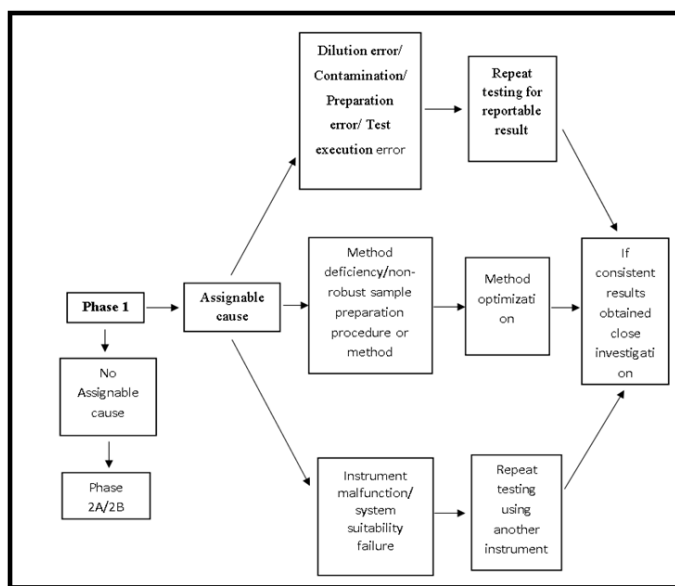 Dilution error/
Contamination/
Preparation
error/ Test
execution error
Repeat
testing for
reportable
result
Phase 1
Assignable
cause
Method
deficiency/non-
robust sample
preparation
procedure or
method
Method
optimizati
on
If
consistent
results
obtained
close
investigati
on
No
Assignable
cause
Phase
2A/2B
Instrument
malfunction/
system
suitability
failure
Repeat
testing
using
another
instrument